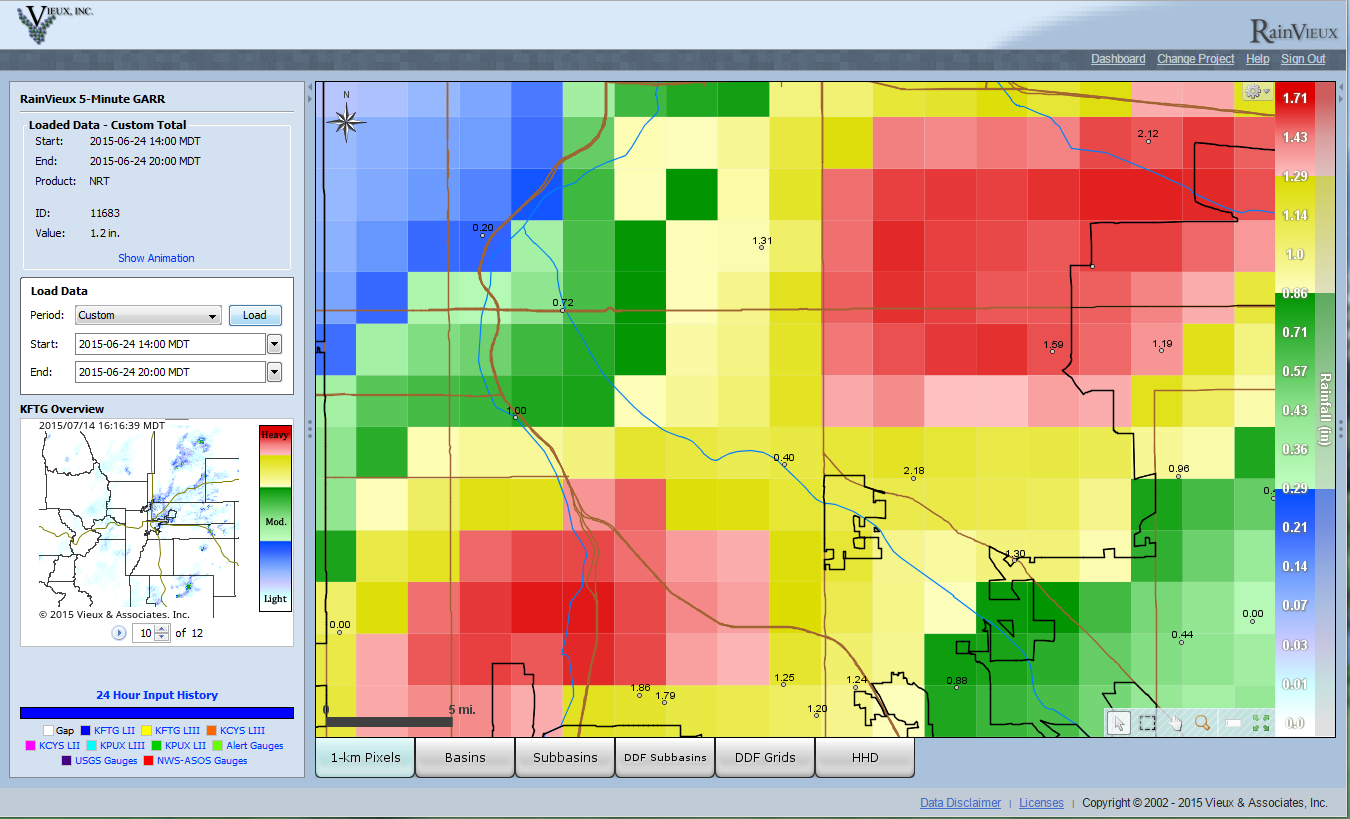 VIEUX, INC.
RAINVIEUX
Dashboard Change Project Help Sign Out
RainVieux 5-Minute GARR
Loaded Data - Custom Total
Start: 2015-06-24 14:00 MDT
End: 2015-06-24 20:00 MDT
Product: NRT
ID: 11683
Value: 1.2 in.
Show Animation
Load Data
Period: Custom Load
Start: 2015-06-24 14:00 MDT
End: 2015-06-24 20:00 MDT
KFTG Overview
2015/07/14 16:16:39 MDT
Heavy
Mod.
Light
© 2015 Vieux & Associates, Inc.
10 of 12
24 Hour Input History
Gap KFTG LII KFTG LIII KCYS LIII
KCYS LII KPUX LIII KPUX LII Alert Gauges
USGS Gauges NWS-ASOS Gauges
N
2.12
0.20
1.31
0.72
1.59
1.19
1.00
0.40
2.18
0.96
0.
1.30
0.00
0.00
0.44
1.86
1.79
1.25
1.24
0.88
1.20
0 5 mi.
1.71
1.43
1.29
1.14
1.0
0.86
0.71
0.57
0.43
0.36
0.29
0.21
0.14
0.07
0.03
0.01
0.0
Rainfall (in)
1-km Pixels Basins Subbasins DDF Subbasins DDF Grids HHD
Data Disclaimer | Licenses | Copyright © 2002 - 2015 Vieux & Associates, Inc.